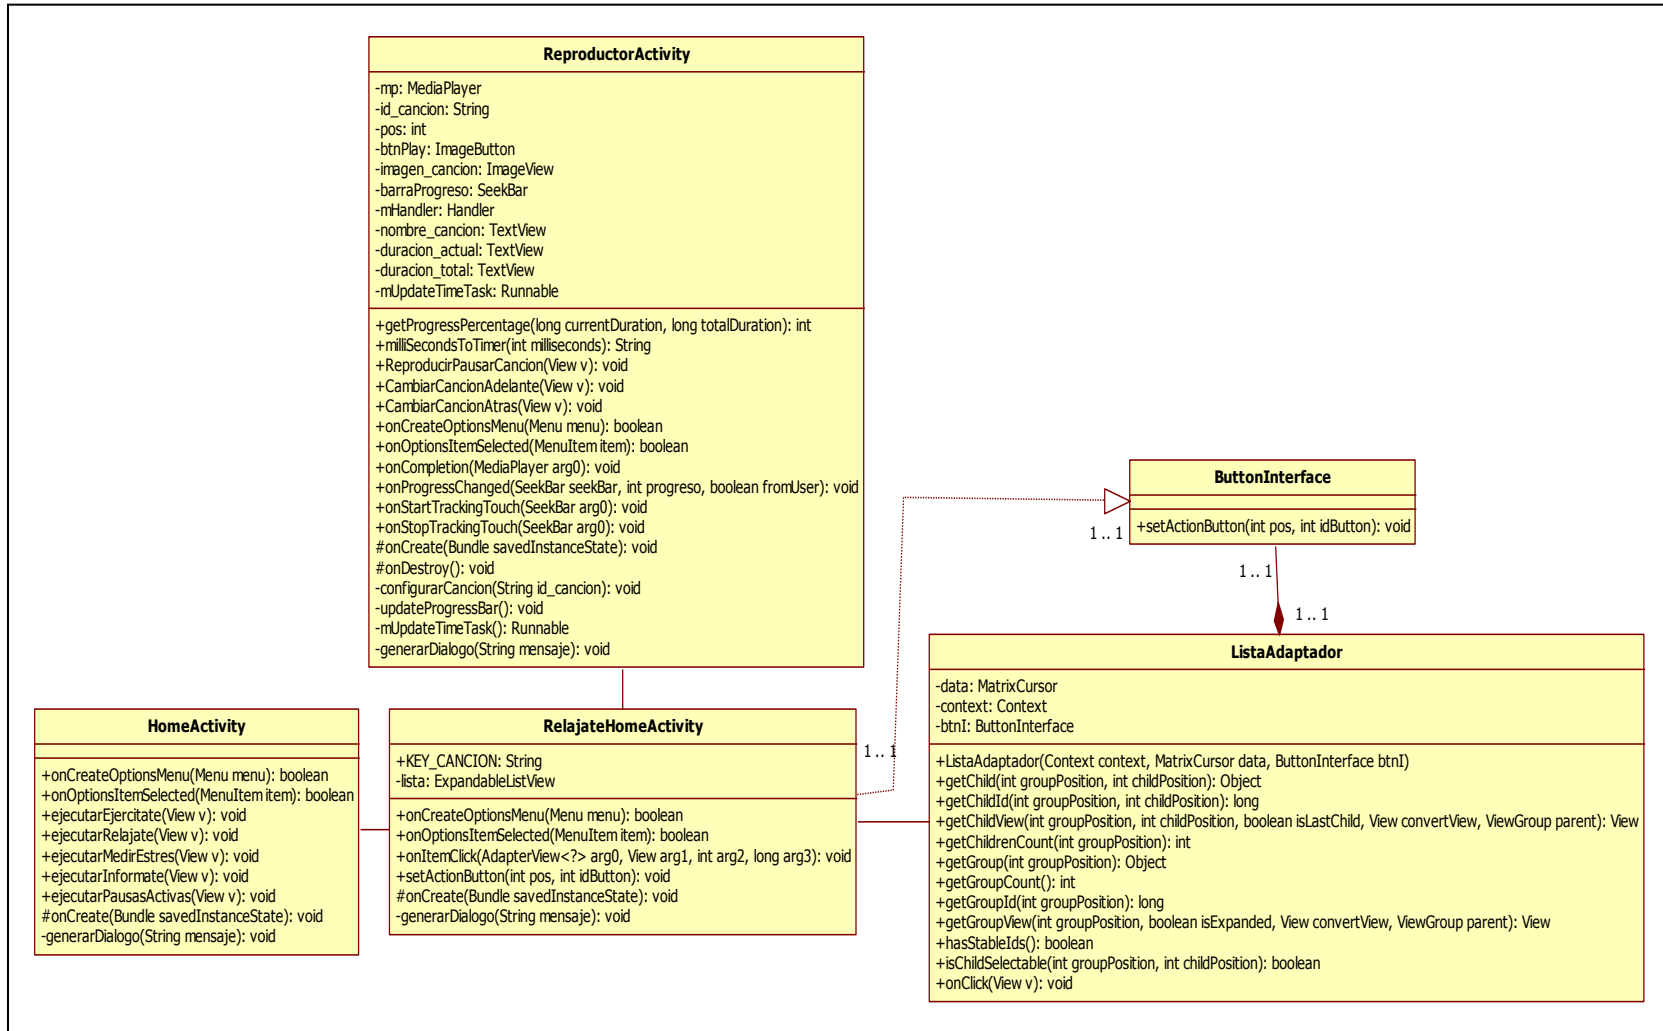 ReproductorActivity
-mp: MediaPlayer
-id_cancion: String
-pos: int
-btnPlay: ImageButton
-imagen_cancion: ImageView
-barraProgreso: SeekBar
-mHandler: Handler
-nombre_cancion: TextView
-duracion_actual: TextView
-duracion_total: TextView
-mUpdateTimeTask: Runnable
+getProgressPercentage(long currentDuration, long totalDuration): int
+milliSecondsToTimer(int milliseconds): String
+ReproducirPausarCancion(View v): void
+CambiarCancionAdelante(View v): void
+CambiarCancionAtras(View v): void
+onCreateOptionsMenu(Menu menu): boolean
+onOptionsItemSelected(MenuItem item): boolean
+onCompletion(MediaPlayer arg0): void
+onProgressChanged(SeekBar seekBar, int progreso, boolean fromUser): void
+onStartTrackingTouch(SeekBar arg0): void
+onStopTrackingTouch(SeekBar arg0): void
#onCreate(Bundle savedInstanceState): void
#onDestroy(): void
-configurarCancion(String id_cancion): void
-updateProgressBar(): void
-mUpdateTimeTask(): Runnable
-generarDialogo(String mensaje): void
ButtonInterface
+setActionButton(int pos, int idButton): void
1 .. 1
1 .. 1
1 .. 1
HomeActivity
+onCreateOptionsMenu(Menu menu): boolean
+onOptionsItemSelected(MenuItem item): boolean
+ejecutarEjercitate(View v): void
+ejecutarRelajate(View v): void
+ejecutarMedirEstres(View v): void
+ejecutarInformate(View v): void
+ejecutarPausasActivas(View v): void
#onCreate(Bundle savedInstanceState): void
-generarDialogo(String mensaje): void
RelajateHomeActivity
+KEY_CANCION: String
-lista: ExpandableListView
+onCreateOptionsMenu(Menu menu): boolean
+onOptionsItemSelected(MenuItem item): boolean
+onItemClick(AdapterView<?> arg0, View arg1, int arg2, long arg3): void
+setActionButton(int pos, int idButton): void
#onCreate(Bundle savedInstanceState): void
-generarDialogo(String mensaje): void
1 .. 1
ListaAdaptador
-data: MatrixCursor
-context: Context
-btnI: ButtonInterface
+ListaAdaptador(Context context, MatrixCursor data, ButtonInterface btnI)
+getChild(int groupPosition, int childPosition): Object
+getChildId(int groupPosition, int childPosition): long
+getChildView(int groupPosition, int childPosition, boolean isLastChild, View convertView, ViewGroup parent): View
+getChildrenCount(int groupPosition): int
+getGroup(int groupPosition): Object
+getGroupCount(): int
+getGroupId(int groupPosition): long
+getGroupView(int groupPosition, boolean isExpanded, View convertView, ViewGroup parent): View
+hasStableIds(): boolean
+isChildSelectable(int groupPosition, int childPosition): boolean
+onClick(View v): void